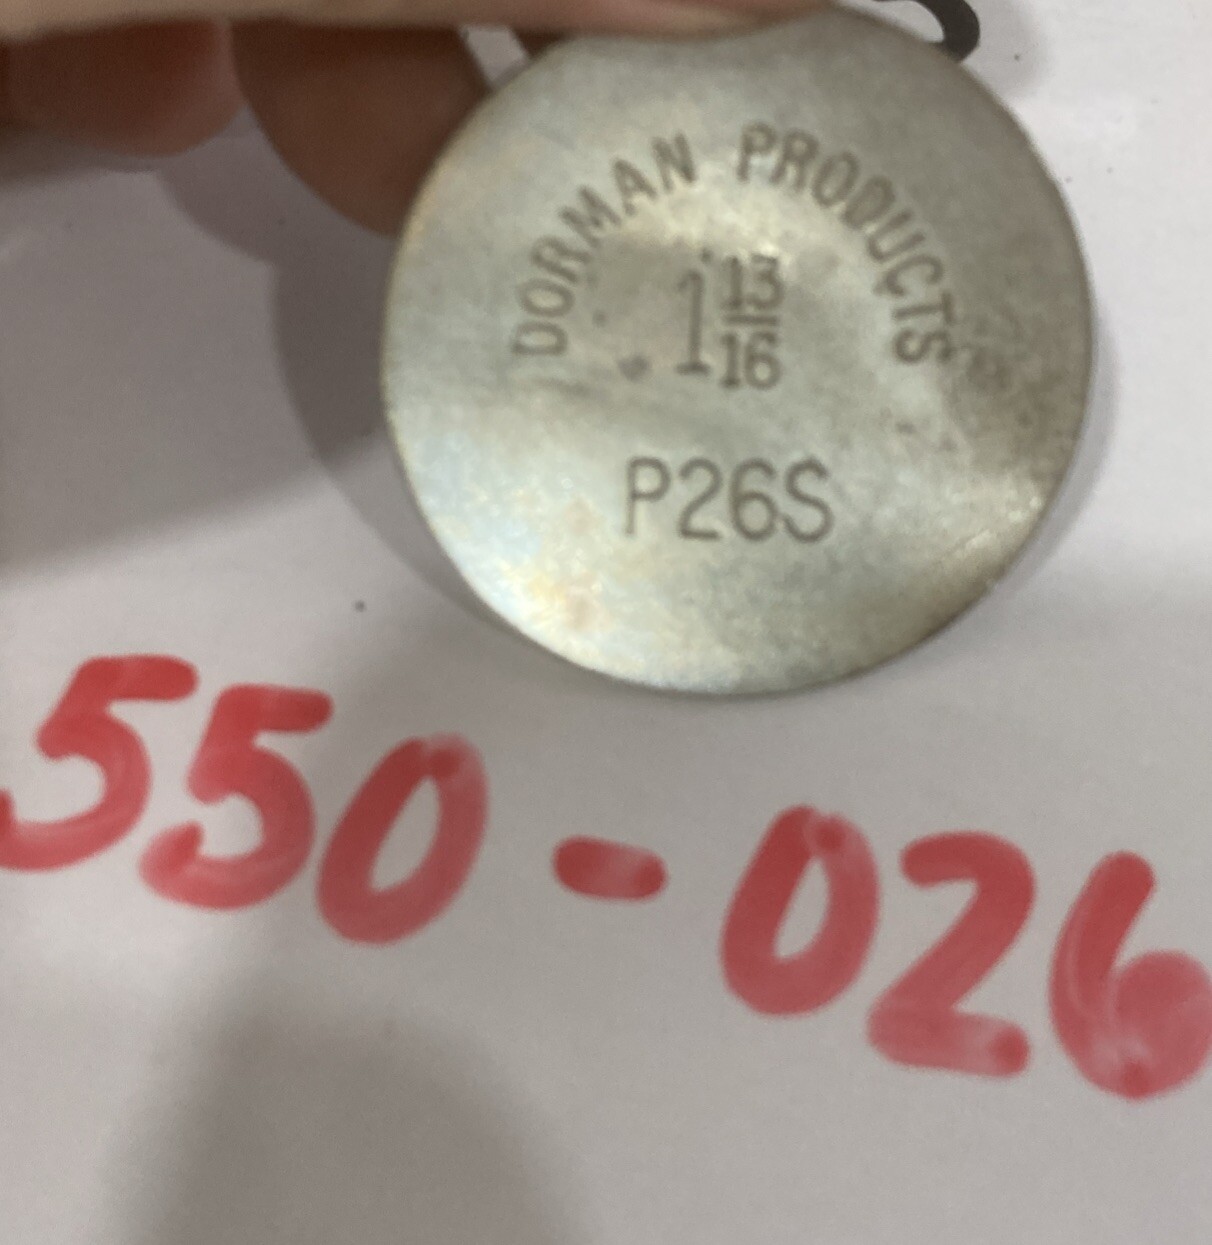 DORMAN PRODUCTS
1 13/16
P26S
550-026